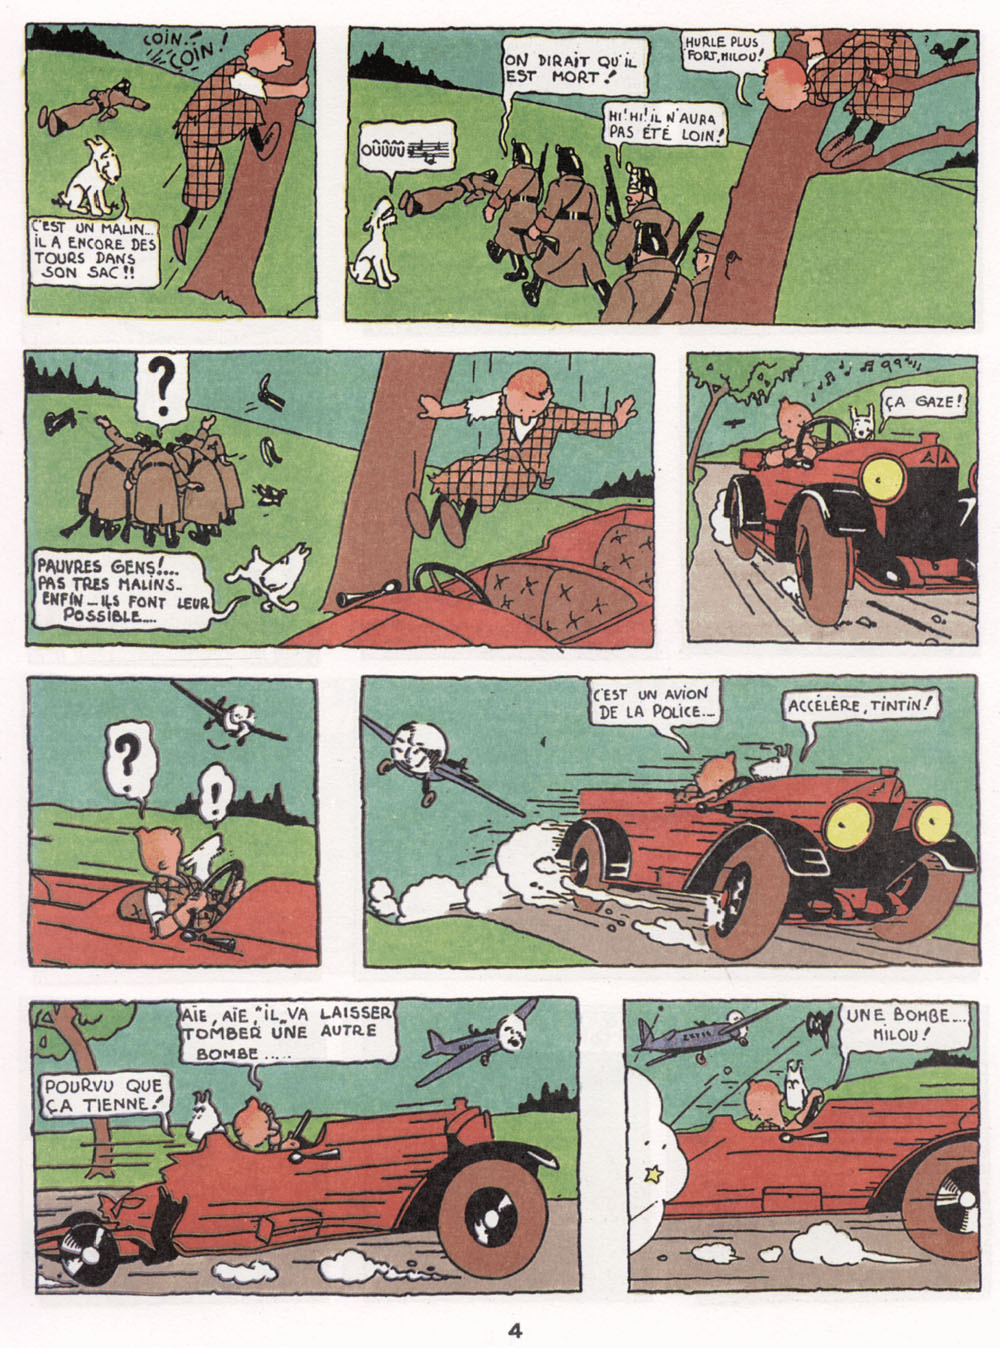 COIN!
COÏN!
C'EST UN MALIN...
IL A ENCORE DES
TOURS DANS
SON SAC!!
OÛÛÛÛ
ON DIRAIT QU'IL
EST MORT!
HI! HI! IL N'AURA
PAS ÉTÉ LOIN!
HURLE PLUS
FORT, MILOU!
?
?
PAUVRES GENS!...
PAS TRES MALINS..
ENFIN... ILS FONT LEUR
POSSIBLE....
ÇA GAZE!
?
!
C'EST UN AVION
DE LA POLICE...
ACCÉLÈRE, TINTIN!
AÏE, AÏE, "IL" VA LAISSER
TOMBER UNE AUTRE
BOMBE.....
POURVU QUE
ÇA TIENNE!
UNE BOMBE...
MILOU!
4